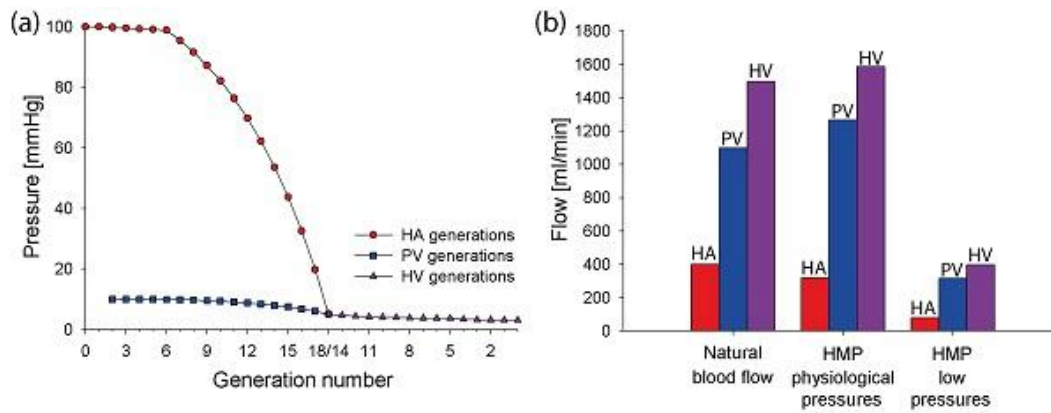 (a)
100
80
60
40
20
0
Pressure [mmHg]
HA generations
PV generations
HV generations
0 3 6 9 12 15 18/14 11 8 5 2
Generation number
(b)
1800
1600
1400
1200
1000
800
600
400
200
0
Flow [ml/min]
HA PV HV
HA PV HV
HA PV HV
Natural
blood flow
HMP
physiological
pressures
HMP
low
pressures